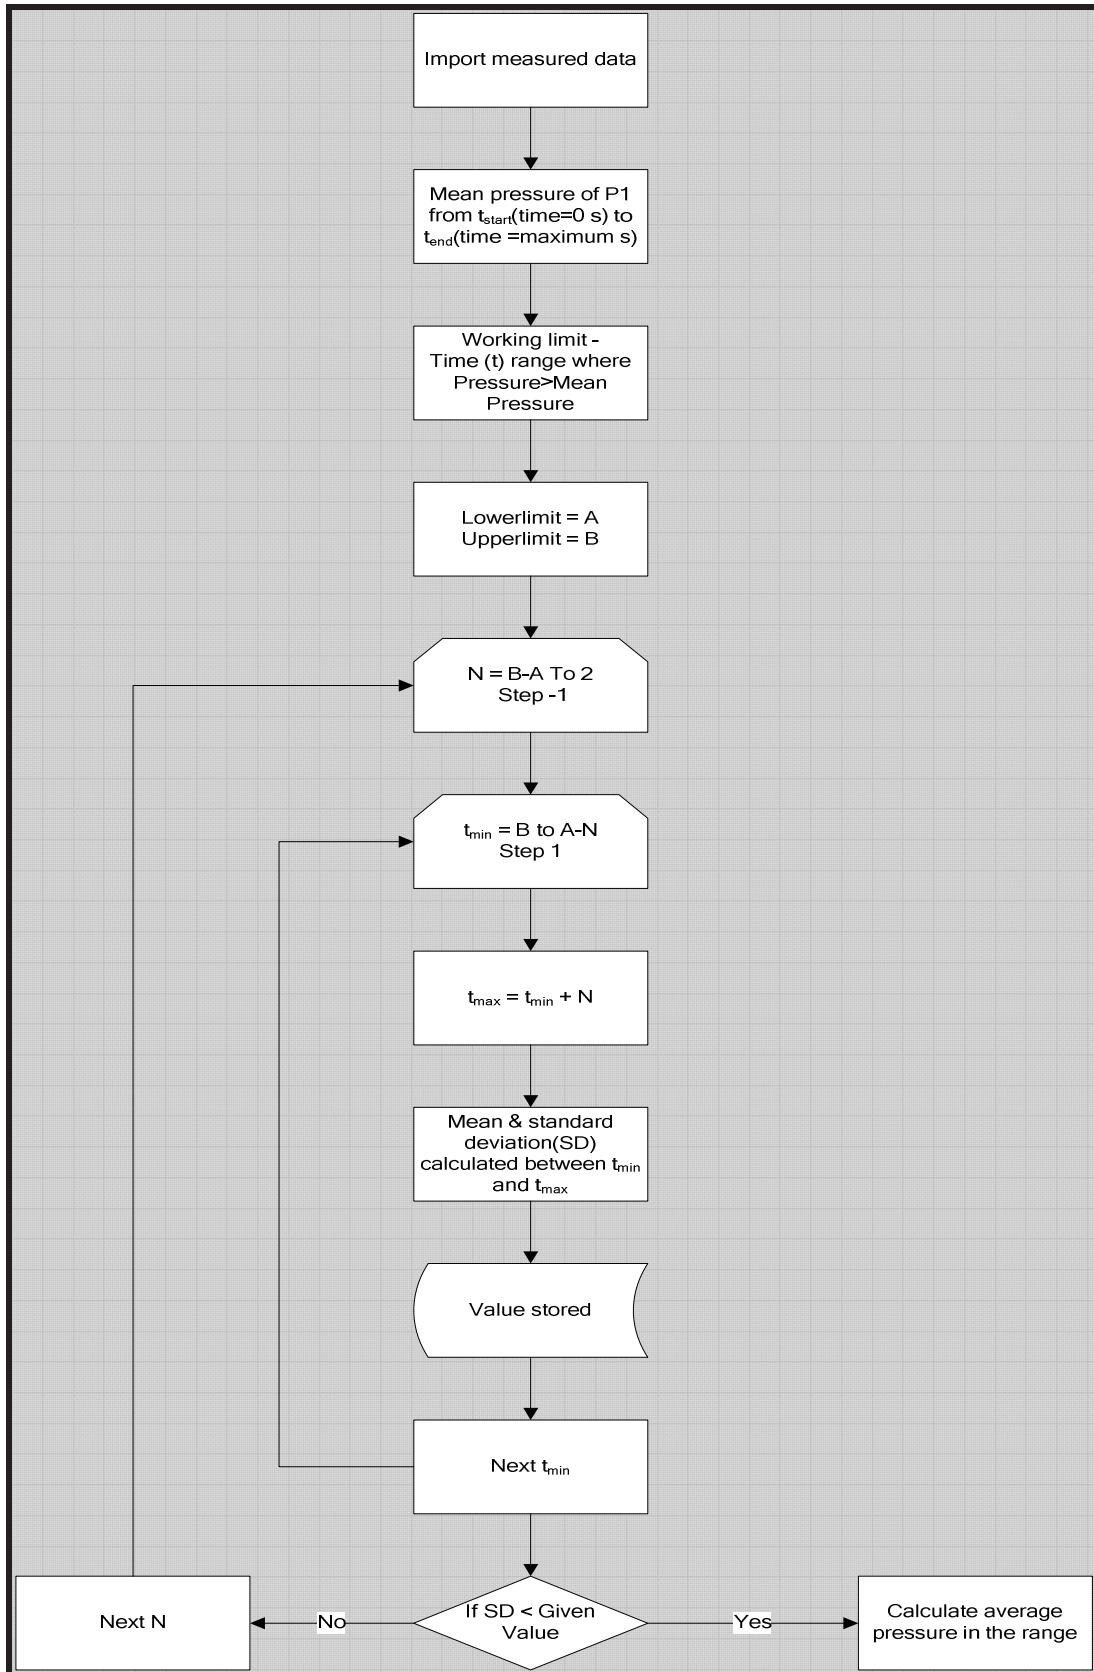 Import measured data
Mean pressure of P1
from tstart(time=0 s) to
tend(time =maximum s)
Working limit -
Time (t) range where
Pressure>Mean
Pressure
Lowerlimit = A
Upperlimit = B
N = B-A To 2
Step -1
tmin = B to A-N
Step 1
tmax = tmin + N
Mean & standard
deviation(SD)
calculated between tmin
and tmax
Value stored
Next tmin
Next N
No
If SD < Given
Value
Yes
Calculate average
pressure in the range